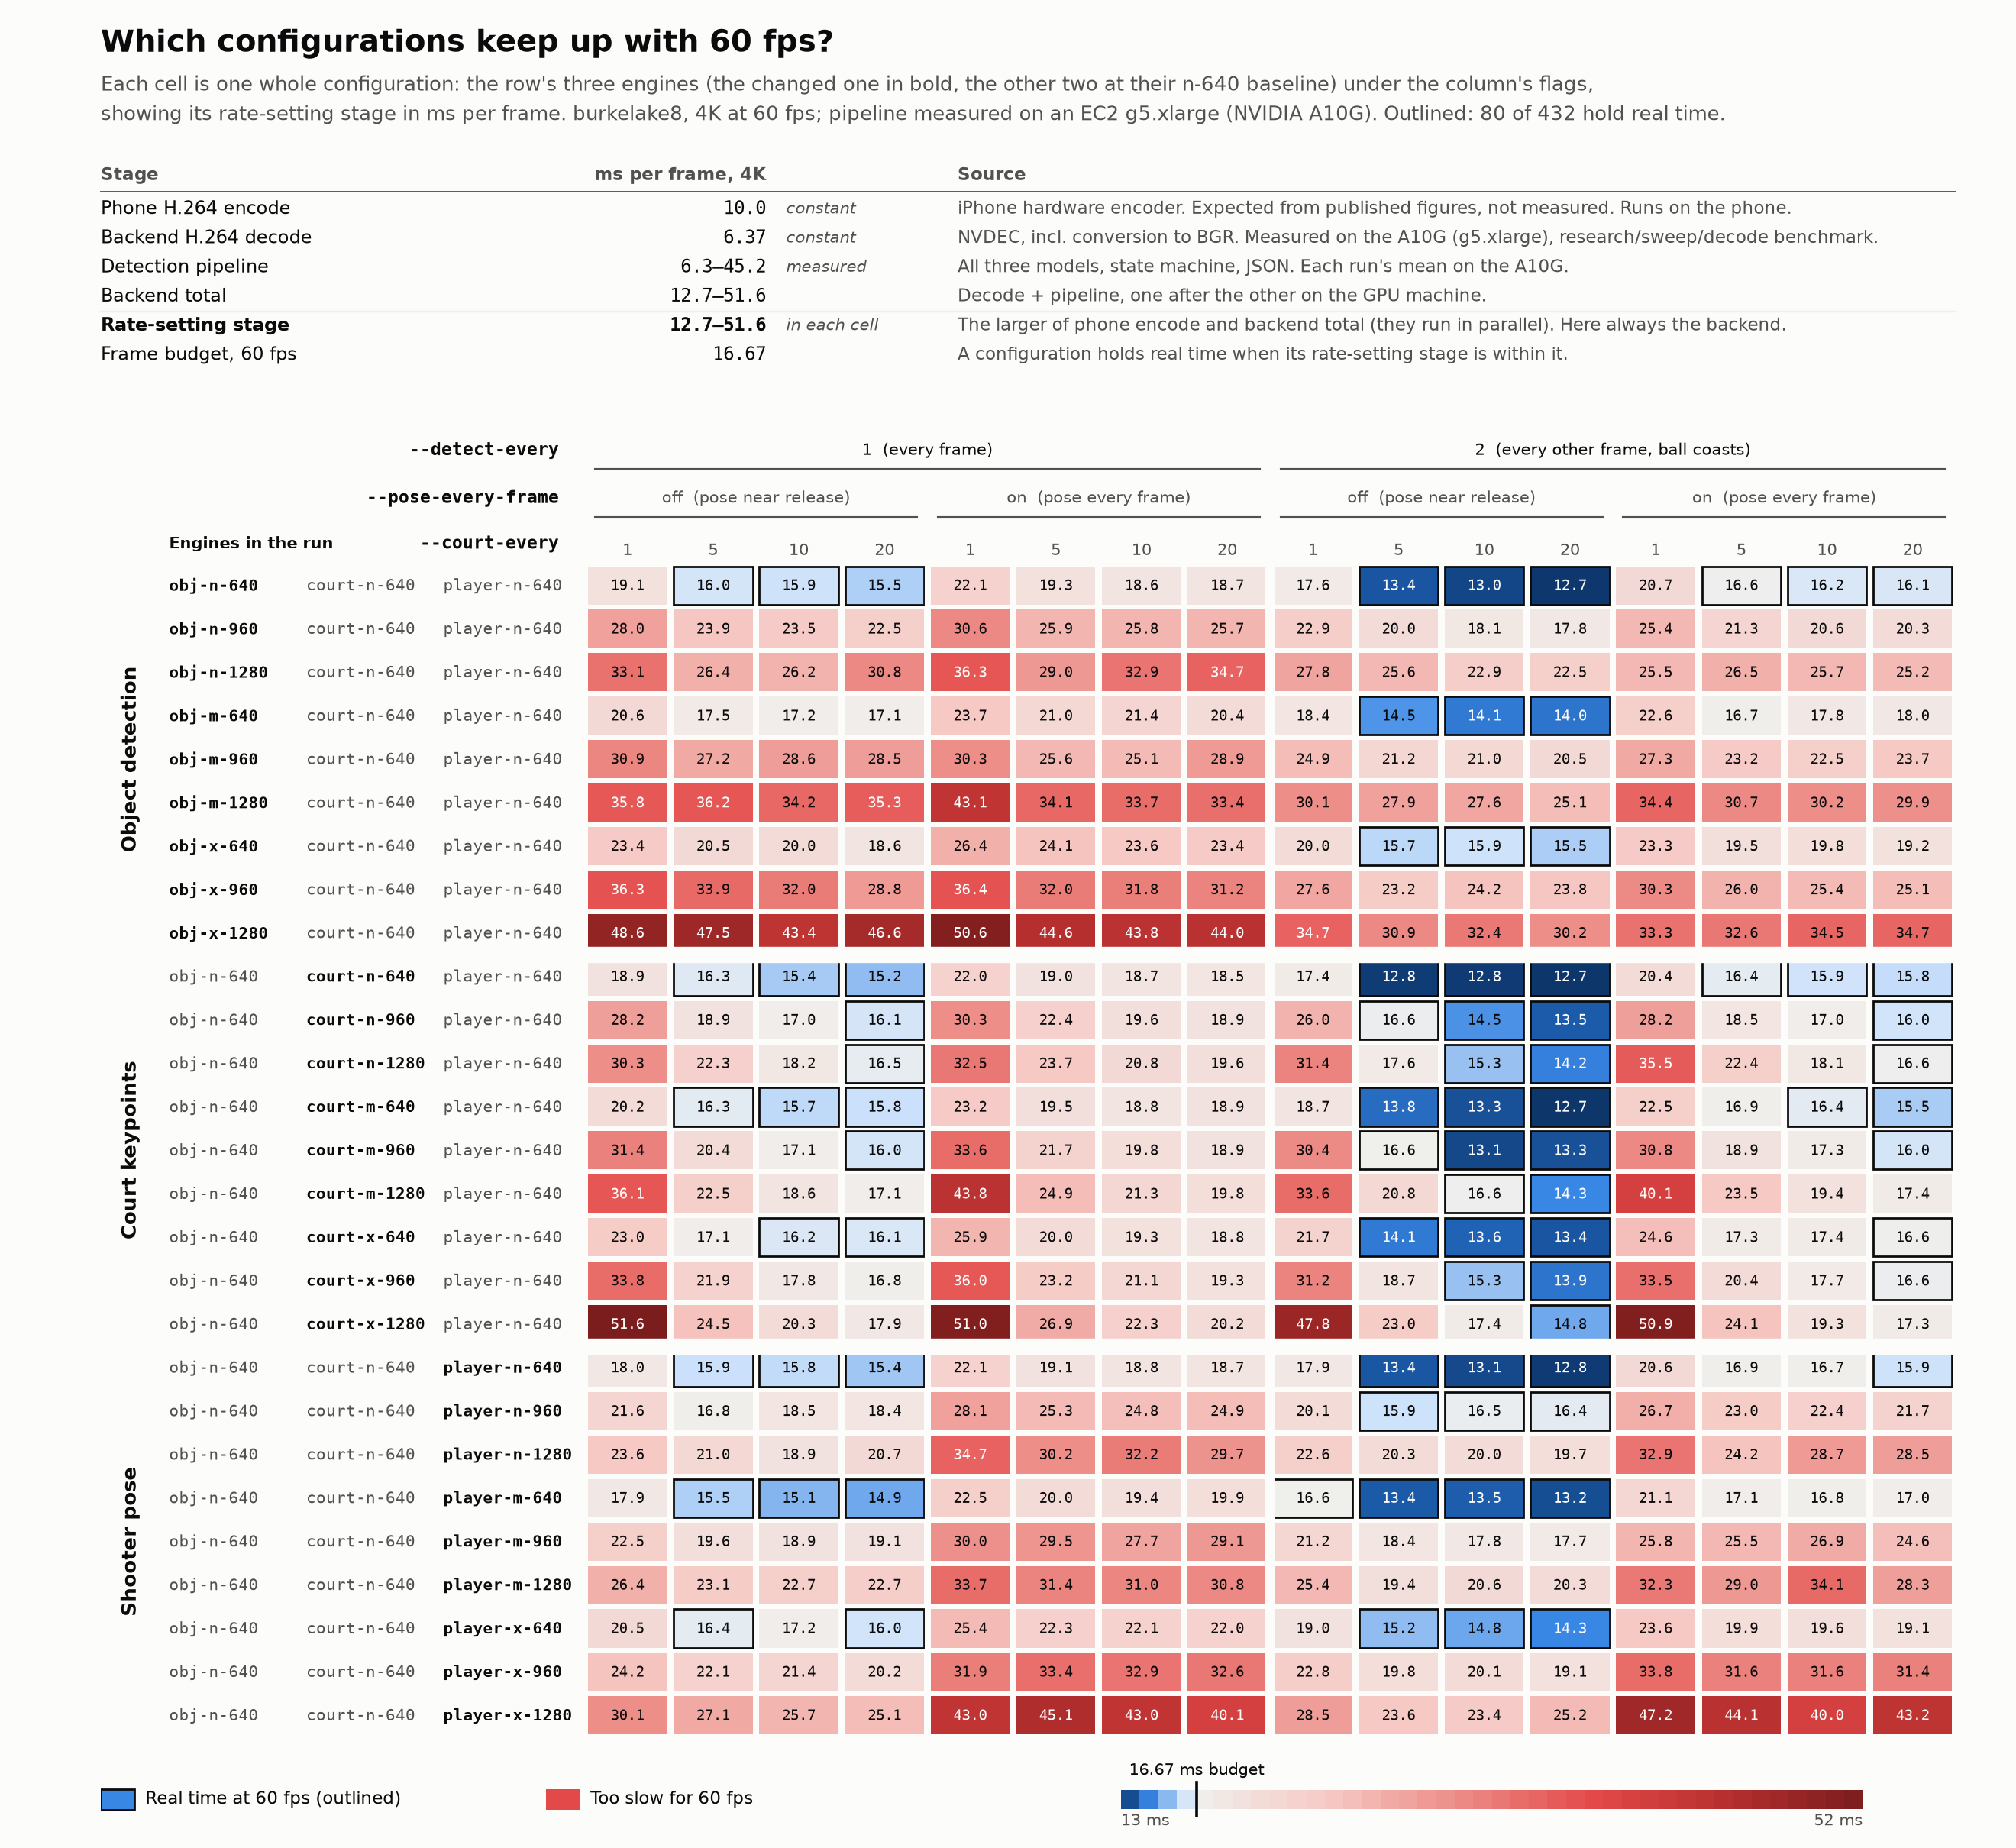 Which configurations keep up with 60 fps?
Each cell is one whole configuration: the row's three engines (the changed one in bold, the other two at their n-640 baseline) under the column's flags,
showing its rate-setting stage in ms per frame. burkelake8, 4K at 60 fps; pipeline measured on an EC2 g5.xlarge (NVIDIA A10G). Outlined: 80 of 432 hold real time.
Stage ms per frame, 4K Source
Phone H.264 encode 10.0 constant iPhone hardware encoder. Expected from published figures, not measured. Runs on the phone.
Backend H.264 decode 6.37 constant NVDEC, incl. conversion to BGR. Measured on the A10G (g5.xlarge), research/sweep/decode benchmark.
Detection pipeline 6.3–45.2 measured All three models, state machine, JSON. Each run's mean on the A10G.
Backend total 12.7–51.6 Decode + pipeline, one after the other on the GPU machine.
Rate-setting stage 12.7–51.6 in each cell The larger of phone encode and backend total (they run in parallel). Here always the backend.
Frame budget, 60 fps 16.67 A configuration holds real time when its rate-setting stage is within it.
--detect-every 1 (every frame) 2 (every other frame, ball coasts)
--pose-every-frame off (pose near release) on (pose every frame) off (pose near release) on (pose every frame)
Engines in the run --court-every 1 5 10 20 1 5 10 20 1 5 10 20 1 5 10 20
Object detection
obj-n-640 court-n-640 player-n-640 19.1 16.0 15.9 15.5 22.1 19.3 18.6 18.7 17.6 13.4 13.0 12.7 20.7 16.6 16.2 16.1
obj-n-960 court-n-640 player-n-640 28.0 23.9 23.5 22.5 30.6 25.9 25.8 25.7 22.9 20.0 18.1 17.8 25.4 21.3 20.6 20.3
obj-n-1280 court-n-640 player-n-640 33.1 26.4 26.2 30.8 36.3 29.0 32.9 34.7 27.8 25.6 22.9 22.5 25.5 26.5 25.7 25.2
obj-m-640 court-n-640 player-n-640 20.6 17.5 17.2 17.1 23.7 21.0 21.4 20.4 18.4 14.5 14.1 14.0 22.6 16.7 17.8 18.0
obj-m-960 court-n-640 player-n-640 30.9 27.2 28.6 28.5 30.3 25.6 25.1 28.9 24.9 21.2 21.0 20.5 27.3 23.2 22.5 23.7
obj-m-1280 court-n-640 player-n-640 35.8 36.2 34.2 35.3 43.1 34.1 33.7 33.4 30.1 27.9 27.6 25.1 34.4 30.7 30.2 29.9
obj-x-640 court-n-640 player-n-640 23.4 20.5 20.0 18.6 26.4 24.1 23.6 23.4 20.0 15.7 15.9 15.5 23.3 19.5 19.8 19.2
obj-x-960 court-n-640 player-n-640 36.3 33.9 32.0 28.8 36.4 32.0 31.8 31.2 27.6 23.2 24.2 23.8 30.3 26.0 25.4 25.1
obj-x-1280 court-n-640 player-n-640 48.6 47.5 43.4 46.6 50.6 44.6 43.8 44.0 34.7 30.9 32.4 30.2 33.3 32.6 34.5 34.7
Court keypoints
obj-n-640 court-n-640 player-n-640 18.9 16.3 15.4 15.2 22.0 19.0 18.7 18.5 17.4 12.8 12.8 12.7 20.4 16.4 15.9 15.8
obj-n-640 court-n-960 player-n-640 28.2 18.9 17.0 16.1 30.3 22.4 19.6 18.9 26.0 16.6 14.5 13.5 28.2 18.5 17.0 16.0
obj-n-640 court-n-1280 player-n-640 30.3 22.3 18.2 16.5 32.5 23.7 20.8 19.6 31.4 17.6 15.3 14.2 35.5 22.4 18.1 16.6
obj-n-640 court-m-640 player-n-640 20.2 16.3 15.7 15.8 23.2 19.5 18.8 18.9 18.7 13.8 13.3 12.7 22.5 16.9 16.4 15.5
obj-n-640 court-m-960 player-n-640 31.4 20.4 17.1 16.0 33.6 21.7 19.8 18.9 30.4 16.6 13.1 13.3 30.8 18.9 17.3 16.0
obj-n-640 court-m-1280 player-n-640 36.1 22.5 18.6 17.1 43.8 24.9 21.3 19.8 33.6 20.8 16.6 14.3 40.1 23.5 19.4 17.4
obj-n-640 court-x-640 player-n-640 23.0 17.1 16.2 16.1 25.9 20.0 19.3 18.8 21.7 14.1 13.6 13.4 24.6 17.3 17.4 16.6
obj-n-640 court-x-960 player-n-640 33.8 21.9 17.8 16.8 36.0 23.2 21.1 19.3 31.2 18.7 15.3 13.9 33.5 20.4 17.7 16.6
obj-n-640 court-x-1280 player-n-640 51.6 24.5 20.3 17.9 51.0 26.9 22.3 20.2 47.8 23.0 17.4 14.8 50.9 24.1 19.3 17.3
Shooter pose
obj-n-640 court-n-640 player-n-640 18.0 15.9 15.8 15.4 22.1 19.1 18.8 18.7 17.9 13.4 13.1 12.8 20.6 16.9 16.7 15.9
obj-n-640 court-n-640 player-n-960 21.6 16.8 18.5 18.4 28.1 25.3 24.8 24.9 20.1 15.9 16.5 16.4 26.7 23.0 22.4 21.7
obj-n-640 court-n-640 player-n-1280 23.6 21.0 18.9 20.7 34.7 30.2 32.2 29.7 22.6 20.3 20.0 19.7 32.9 24.2 28.7 28.5
obj-n-640 court-n-640 player-m-640 17.9 15.5 15.1 14.9 22.5 20.0 19.4 19.9 16.6 13.4 13.5 13.2 21.1 17.1 16.8 17.0
obj-n-640 court-n-640 player-m-960 22.5 19.6 18.9 19.1 30.0 29.5 27.7 29.1 21.2 18.4 17.8 17.7 25.8 25.5 26.9 24.6
obj-n-640 court-n-640 player-m-1280 26.4 23.1 22.7 22.7 33.7 31.4 31.0 30.8 25.4 19.4 20.6 20.3 32.3 29.0 34.1 28.3
obj-n-640 court-n-640 player-x-640 20.5 16.4 17.2 16.0 25.4 22.3 22.1 22.0 19.0 15.2 14.8 14.3 23.6 19.9 19.6 19.1
obj-n-640 court-n-640 player-x-960 24.2 22.1 21.4 20.2 31.9 33.4 32.9 32.6 22.8 19.8 20.1 19.1 33.8 31.6 31.6 31.4
obj-n-640 court-n-640 player-x-1280 30.1 27.1 25.7 25.1 43.0 45.1 43.0 40.1 28.5 23.6 23.4 25.2 47.2 44.1 40.0 43.2
16.67 ms budget
Real time at 60 fps (outlined) Too slow for 60 fps
13 ms 52 ms